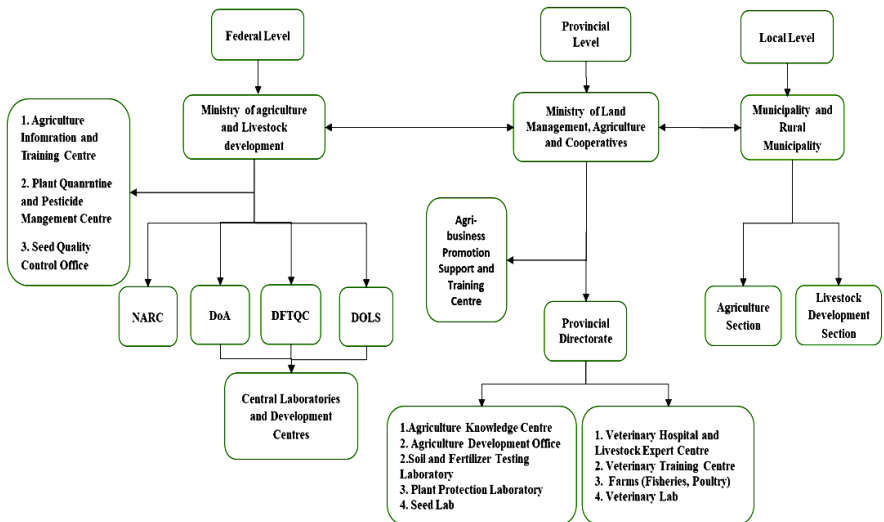 Federal Level
Provincial
Level
Local Level
Ministry of agriculture
and Livestock
development
Ministry of Land
Management, Agriculture
and Cooperatives
Municipality and
Rural
Municipality
1. Agriculture
Infomration and
Training Centre
2. Plant Quanrntine
and Pesticide
Mangement Centre
3. Seed Quality
Control Office
Agri-
business
Promotion
Support and
Training
Centre
NARC
DoA
DFTQC
DOLS
Provincial
Directorate
Agriculture
Section
Livestock
Development
Section
Central Laboratories
and Development
Centres
1.Agriculture Knowledge Centre
2. Agriculture Development Office
2.Soil and Fertilizer Testing
Laboratory
3. Plant Protection Laboratory
4. Seed Lab
1. Veterinary Hospital and
Livestock Expert Centre
2. Veterinary Training Centre
3. Farms (Fisheries, Poultry)
4. Veterinary Lab